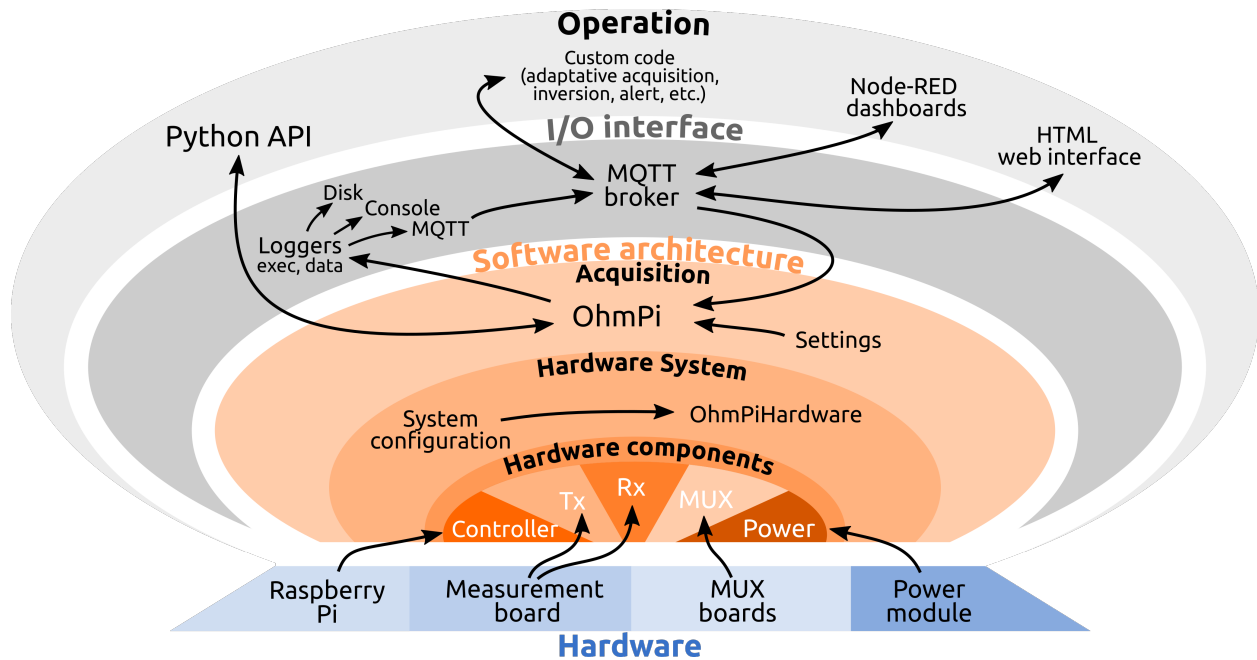 Operation
Custom code
(adaptative acquisition,
inversion, alert, etc.)
Node-RED
dashboards
Python API
I/O interface
HTML
web interface
MQTT
broker
Disk
Console
MQTT
Loggers
exec, data
Software architecture
Acquisition
OhmPi
Settings
Hardware System
System
configuration
OhmPiHardware
Hardware components
Controller
Tx
Rx
MUX
Power
Raspberry
Pi
Measurement
board
MUX
boards
Power
module
Hardware